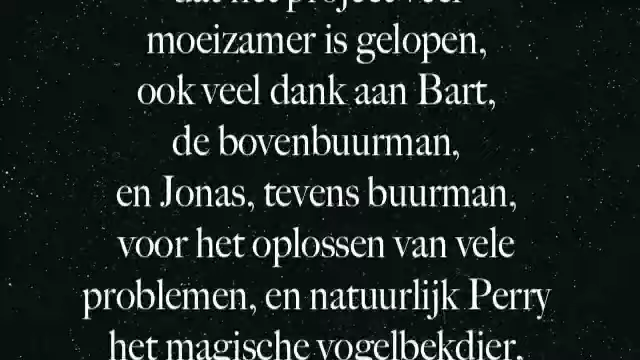 dat het project veel
moeizamer is gelopen,
ook veel dank aan Bart,
de bovenbuurman,
en Jonas, tevens buurman,
voor het oplossen van vele
problemen, en natuurlijk Perry
het magische vogelbekdier,